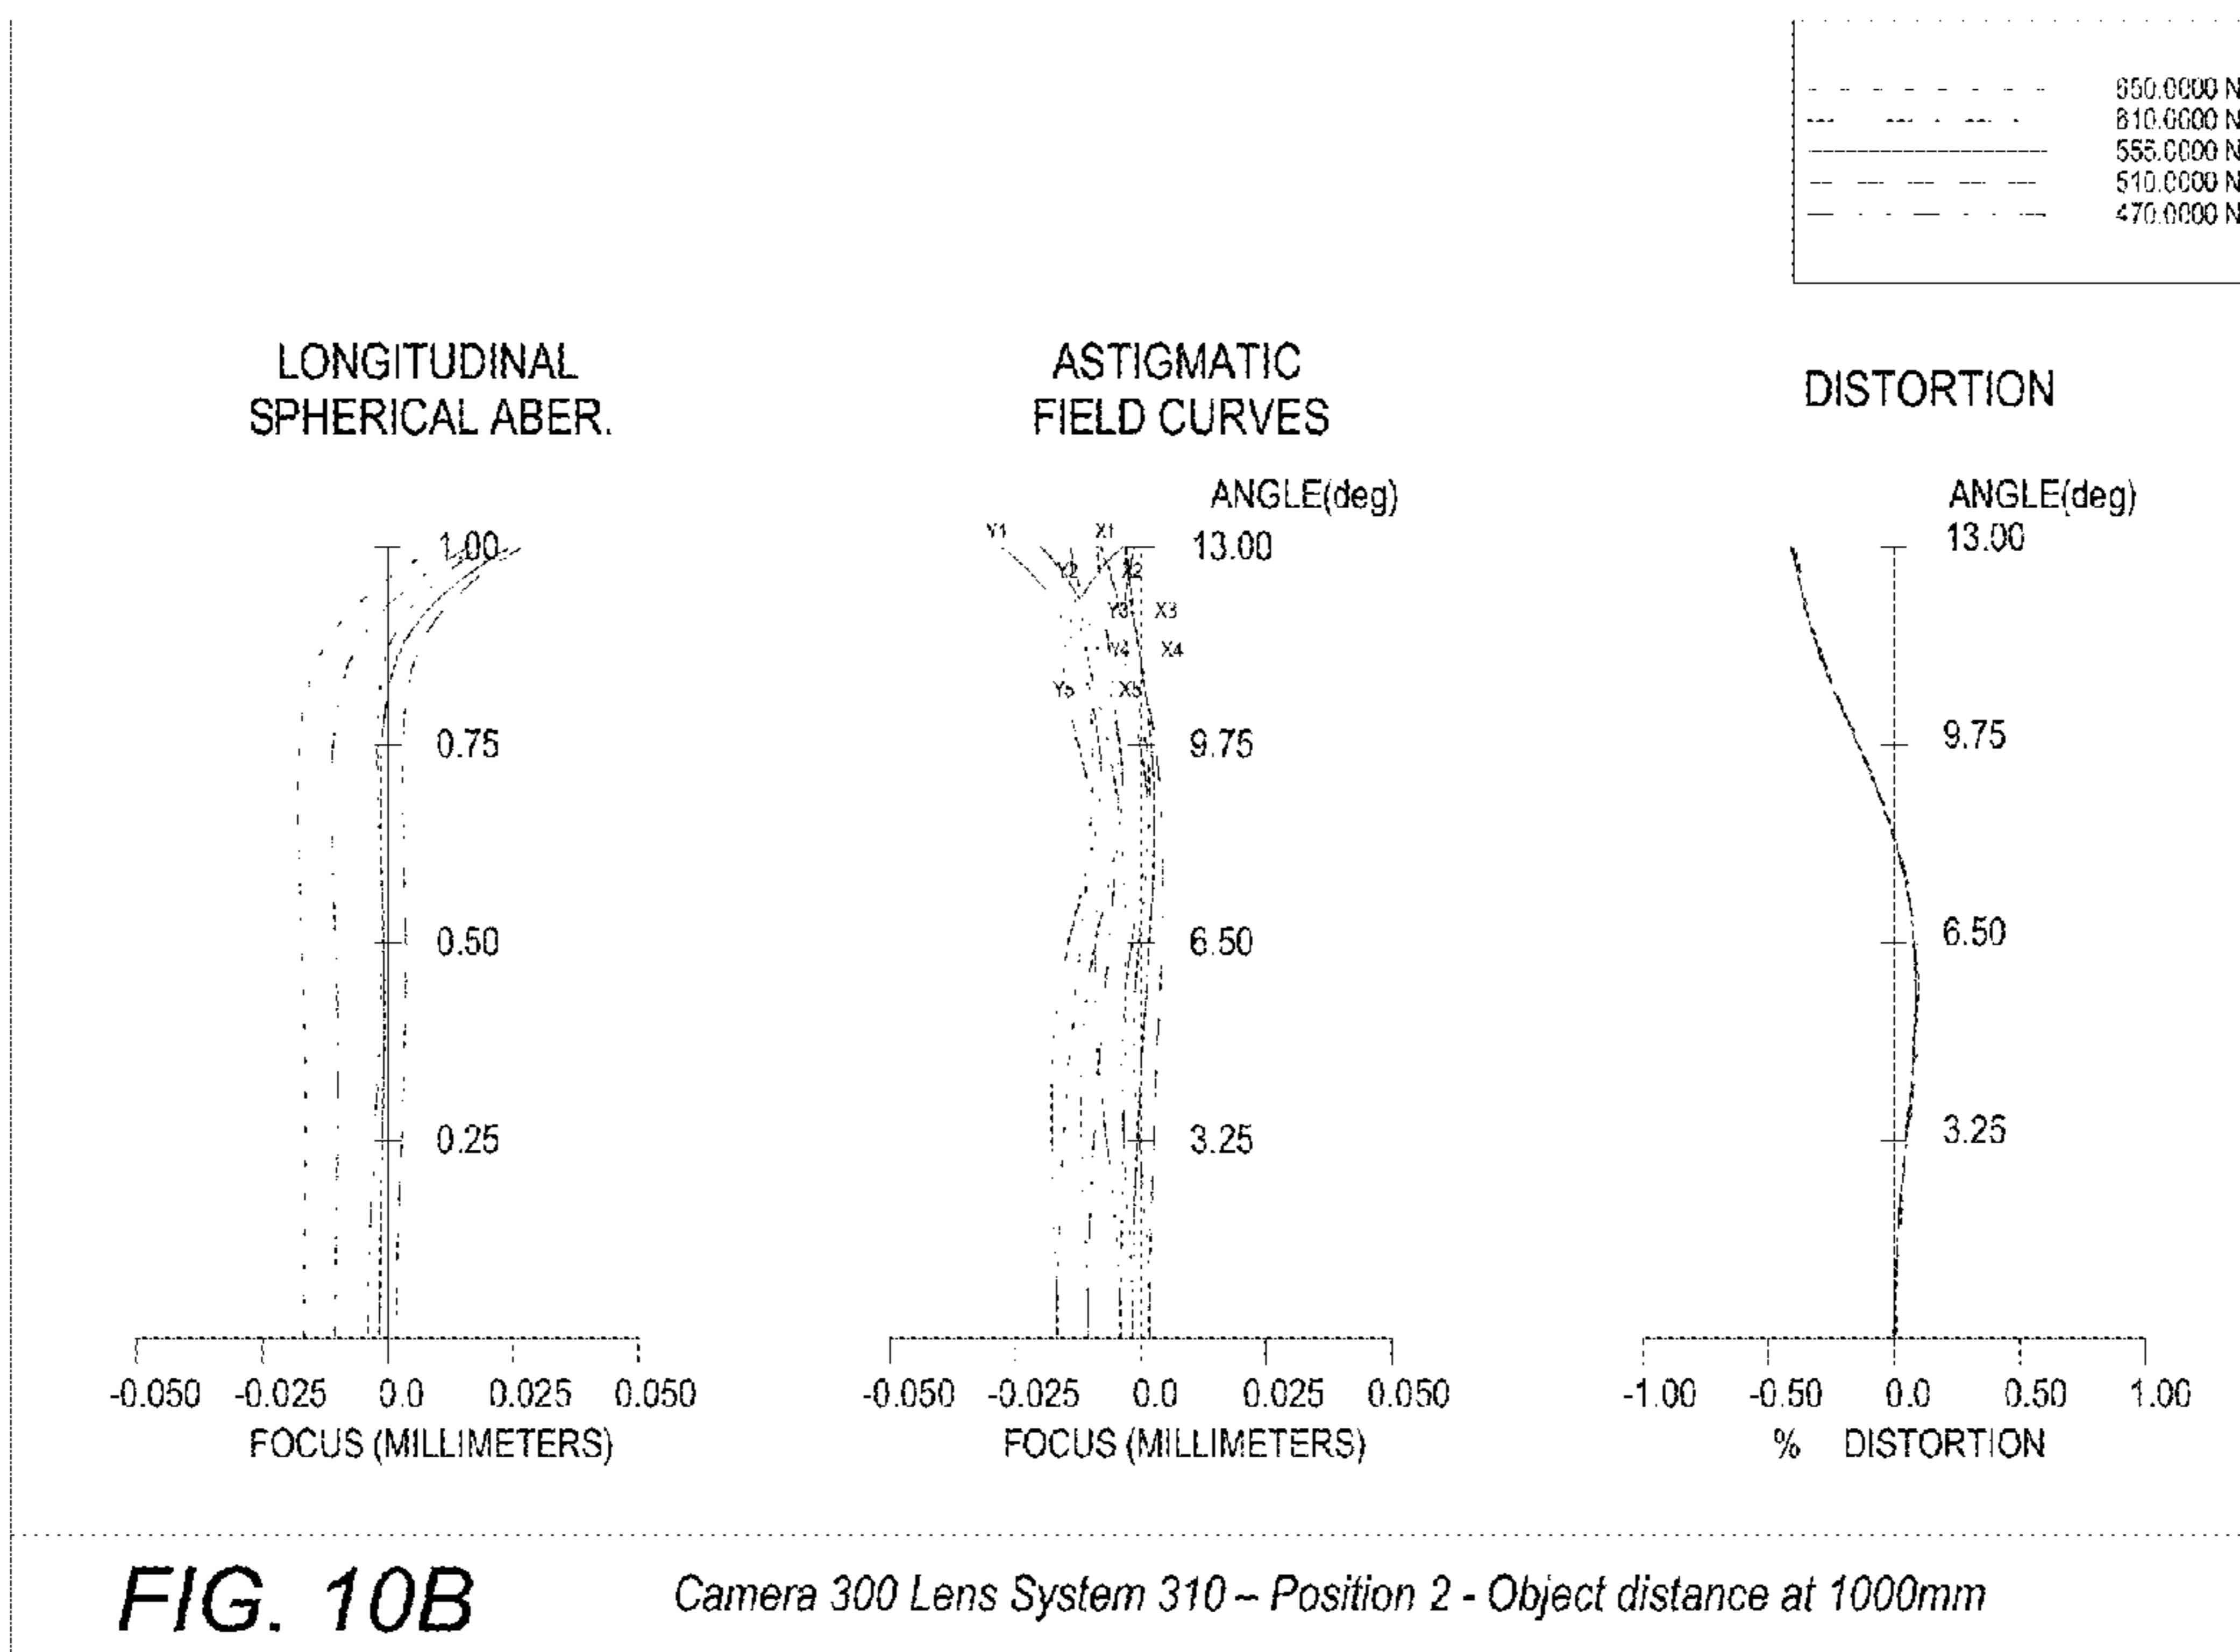 650.0000 N
610.0000 N
555.0000 N
510.0000 N
470.0000 N
LONGITUDINAL
SPHERICAL ABER.
1.00
0.75
0.50
0.25
-0.050 -0.025 0.0 0.025 0.050
FOCUS (MILLIMETERS)
ASTIGMATIC
FIELD CURVES
ANGLE(deg)
Y1 X1 13.00
Y2 X2
Y3 X3
Y4 X4
Y5 X5
9.75
6.50
3.25
-0.050 -0.025 0.0 0.025 0.050
FOCUS (MILLIMETERS)
DISTORTION
ANGLE(deg)
13.00
9.75
6.50
3.25
-1.00 -0.50 0.0 0.50 1.00
% DISTORTION
FIG. 10B
Camera 300 Lens System 310 – Position 2 - Object distance at 1000mm